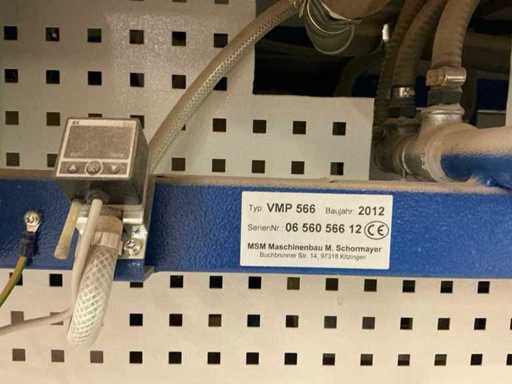 Typ: VMP 566 Baujahr: 2012
SerienNr.: 06 560 566 12 CE
MSM Maschinenbau M. Schormayer
Buchbrunner Str. 14, 97318 Kitzingen